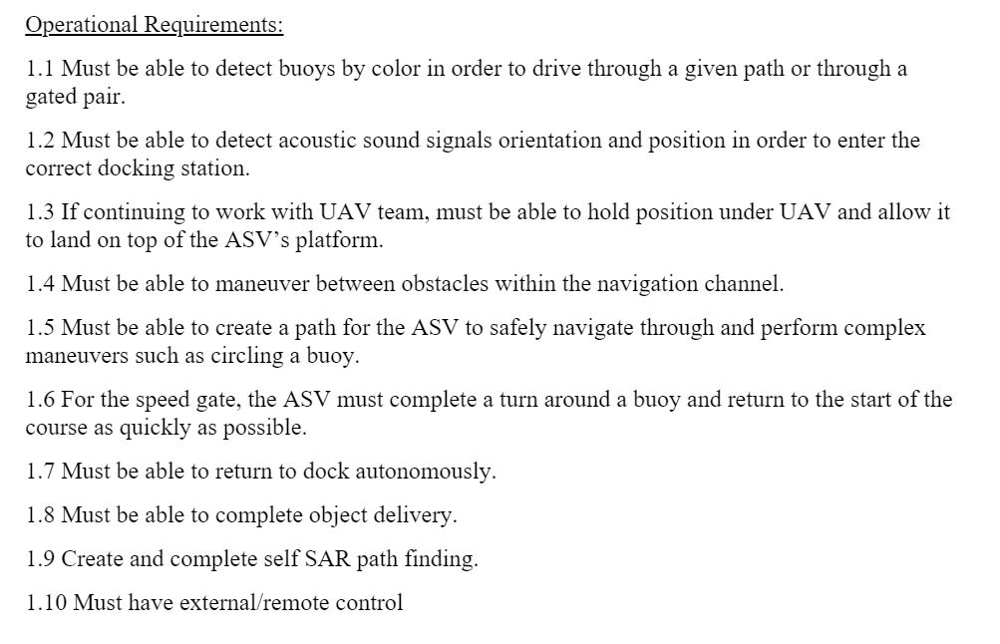 Operational Requirements:
1.1 Must be able to detect buoys by color in order to drive through a given path or through a
gated pair.
1.2 Must be able to detect acoustic sound signals orientation and position in order to enter the
correct docking station.
1.3 If continuing to work with UAV team, must be able to hold position under UAV and allow it
to land on top of the ASV’s platform.
1.4 Must be able to maneuver between obstacles within the navigation channel.
1.5 Must be able to create a path for the ASV to safely navigate through and perform complex
maneuvers such as circling a buoy.
1.6 For the speed gate, the ASV must complete a turn around a buoy and return to the start of the
course as quickly as possible.
1.7 Must be able to return to dock autonomously.
1.8 Must be able to complete object delivery.
1.9 Create and complete self SAR path finding.
1.10 Must have external/remote control